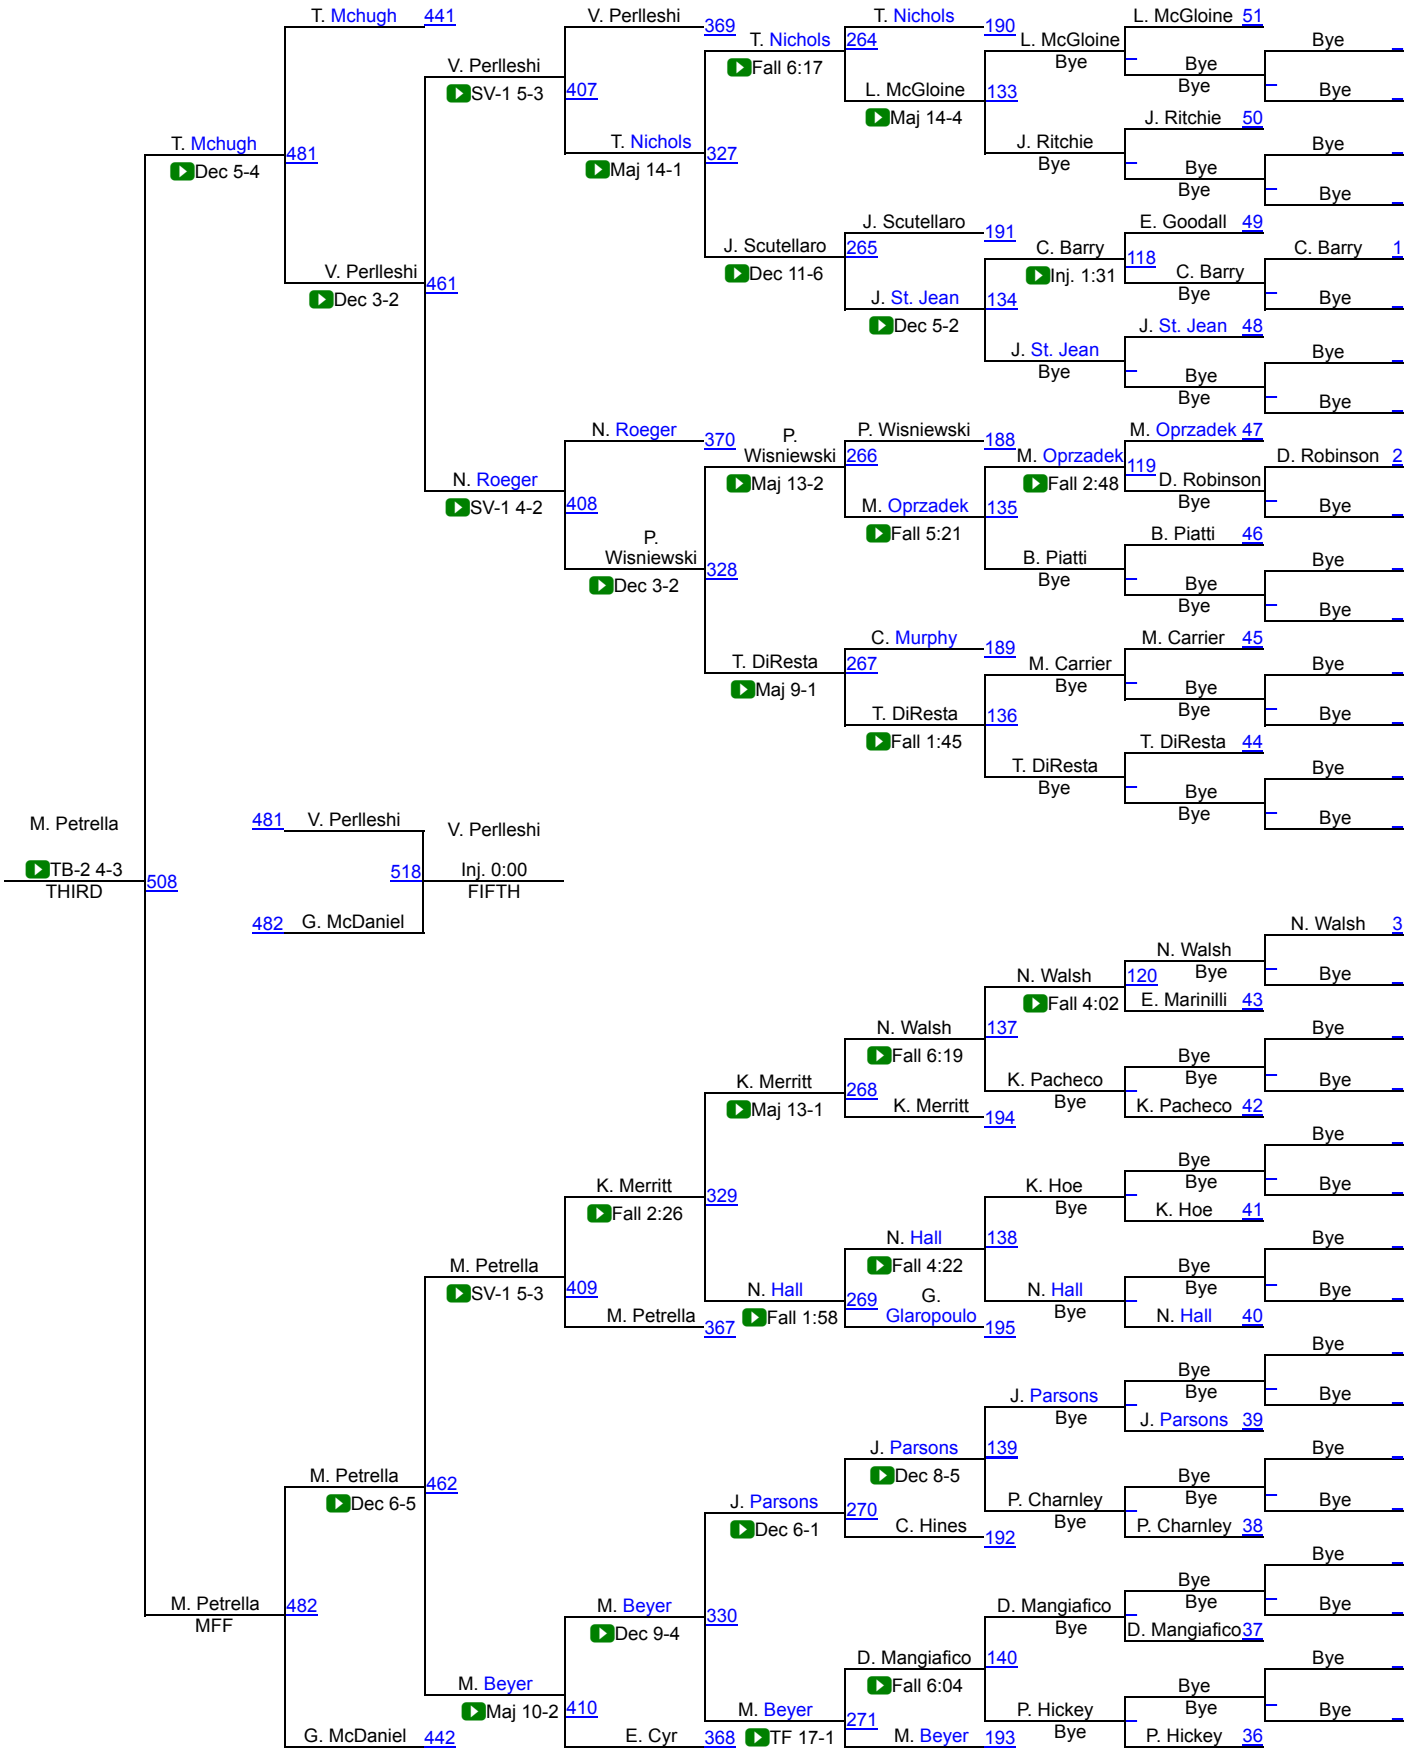 T. Mchugh 441
V. Perlleshi 369
T. Nichols 190
L. McGloine 51
Bye
T. Nichols 264
L. McGloine
Bye
Bye
Bye
V. Perlleshi
SV-1 5-3
407
Fall 6:17
L. McGloine 133
Maj 14-4
Bye
J. Ritchie 50
T. Mchugh 481
Dec 5-4
T. Nichols 327
Maj 14-1
J. Ritchie
Bye
Bye
Bye
Bye
Bye
J. Scutellaro 191
E. Goodall 49
J. Scutellaro 265
Dec 11-6
C. Barry 118
Inj. 1:31
C. Barry 1
C. Barry
Bye
V. Perlleshi 461
Dec 3-2
J. St. Jean 134
Dec 5-2
Bye
J. St. Jean 48
J. St. Jean
Bye
Bye
Bye
Bye
Bye
N. Roeger 370
P. Wisniewski 188
M. Oprzadek 47
P.
Wisniewski 266
Maj 13-2
M. Oprzadek 119
Fall 2:48
D. Robinson 2
D. Robinson
Bye
N. Roeger
SV-1 4-2
408
M. Oprzadek 135
Fall 5:21
Bye
B. Piatti 46
P.
Wisniewski 328
Dec 3-2
B. Piatti
Bye
Bye
Bye
Bye
Bye
C. Murphy 189
M. Carrier 45
T. DiResta 267
Maj 9-1
M. Carrier
Bye
Bye
Bye
Bye
T. DiResta 136
Fall 1:45
Bye
T. DiResta 44
T. DiResta
Bye
Bye
Bye
Bye
Bye
M. Petrella
TB-2 4-3
THIRD
508
481 V. Perlleshi
V. Perlleshi
518 Inj. 0:00
FIFTH
482 G. McDaniel
N. Walsh 3
N. Walsh
Bye
N. Walsh 120
Fall 4:02
Bye
E. Marinilli 43
N. Walsh 137
Fall 6:19
Bye
Bye
Bye
K. Merritt 268
Maj 13-1
K. Pacheco
Bye
Bye
K. Merritt 194
K. Pacheco 42
Bye
K. Merritt 329
Fall 2:26
K. Hoe
Bye
Bye
Bye
Bye
K. Hoe 41
N. Hall 138
Fall 4:22
Bye
M. Petrella
SV-1 5-3
409
N. Hall 269
Fall 1:58
G.
Glaropoulo 195
N. Hall
Bye
Bye
Bye
Bye
M. Petrella 367
N. Hall 40
Bye
J. Parsons
Bye
Bye
Bye
Bye
J. Parsons 39
M. Petrella 462
Dec 6-5
J. Parsons 139
Dec 8-5
Bye
J. Parsons 270
Dec 6-1
P. Charnley
Bye
Bye
Bye
Bye
C. Hines 192
P. Charnley 38
Bye
M. Petrella 482
MFF
M. Beyer 330
Dec 9-4
D. Mangiafico
Bye
Bye
Bye
Bye
D. Mangiafico 37
D. Mangiafico 140
Fall 6:04
Bye
M. Beyer
Maj 10-2
410
M. Beyer 271
TF 17-1
P. Hickey
Bye
Bye
Bye
Bye
G. McDaniel 442
E. Cyr 368
M. Beyer 193
P. Hickey 36